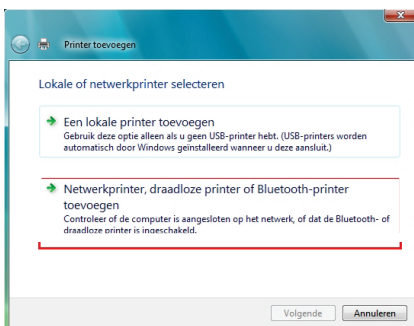 Printer toevoegen
Lokale of netwerkprinter selecteren
Een lokale printer toevoegen
Gebruik deze optie alleen als u geen USB-printer hebt. (USB-printers worden
automatisch door Windows geïnstalleerd wanneer u deze aansluit.)
Netwerkprinter, draadloze printer of Bluetooth-printer
toevoegen
Controleer of de computer is aangesloten op het netwerk, of dat de Bluetooth- of
draadloze printer is ingeschakeld.
Volgende Annuleren